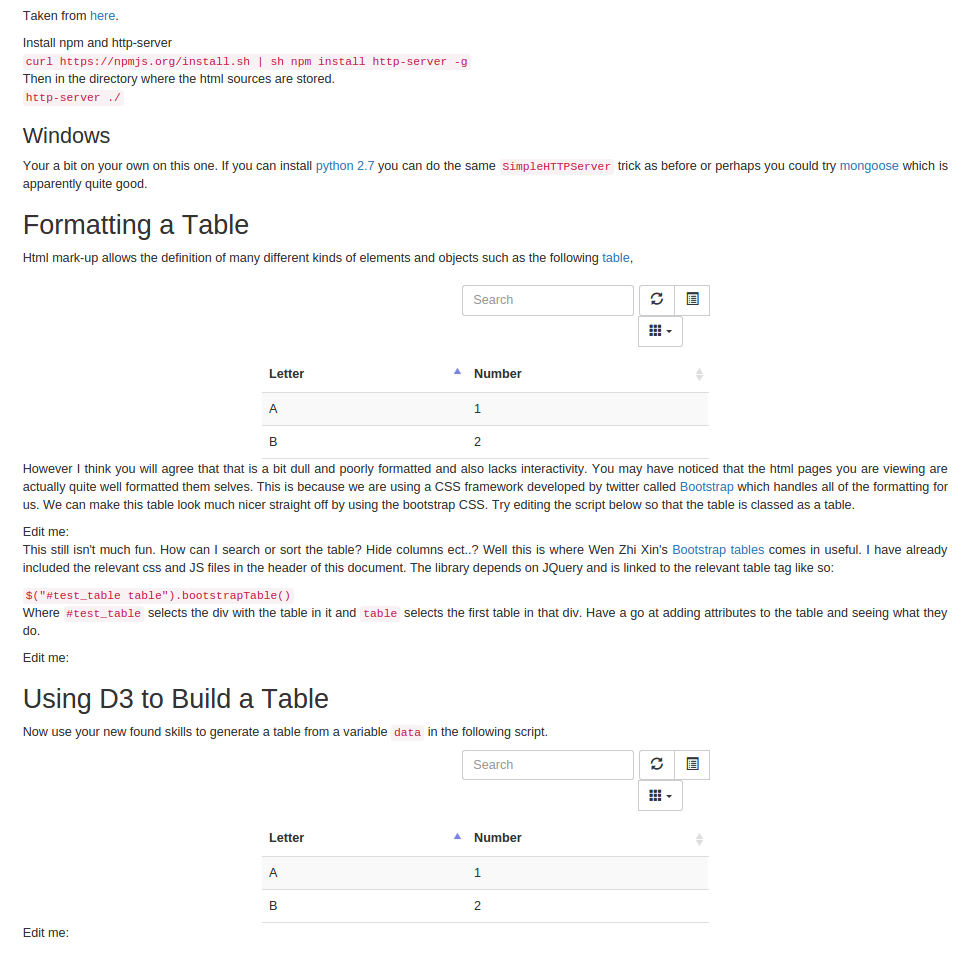 Taken from here.
Install npm and http-server
curl https://npmjs.org/install.sh | sh npm install http-server -g
Then in the directory where the html sources are stored.
http-server ./
Windows
Your a bit on your own on this one. If you can install python 2.7 you can do the same SimpleHTTPServer trick as before or perhaps you could try mongoose which is
apparently quite good.
Formatting a Table
Html mark-up allows the definition of many different kinds of elements and objects such as the following table,
Search
Letter Number
A 1
B 2
However I think you will agree that that is a bit dull and poorly formatted and also lacks interactivity. You may have noticed that the html pages you are viewing are
actually quite well formatted them selves. This is because we are using a CSS framework developed by twitter called Bootstrap which handles all of the formatting for
us. We can make this table look much nicer straight off by using the bootstrap CSS. Try editing the script below so that the table is classed as a table.
Edit me:
This still isn't much fun. How can I search or sort the table? Hide columns ect..? Well this is where Wen Zhi Xin's Bootstrap tables comes in useful. I have already
included the relevant css and JS files in the header of this document. The library depends on JQuery and is linked to the relevant table tag like so:
$("#test_table table").bootstrapTable()
Where #test_table selects the div with the table in it and table selects the first table in that div. Have a go at adding attributes to the table and seeing what they
do.
Edit me:
Using D3 to Build a Table
Now use your new found skills to generate a table from a variable data in the following script.
Search
Letter Number
A 1
B 2
Edit me: